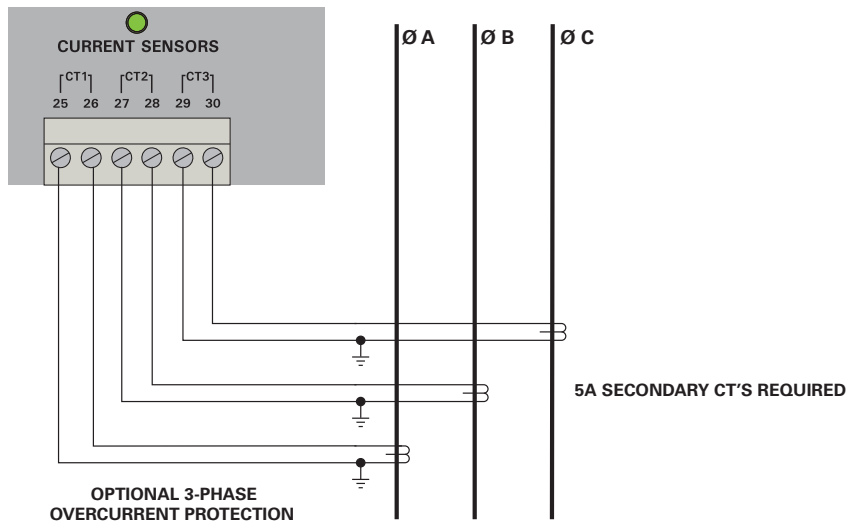 CURRENT SENSORS
CT1 CT2 CT3
25 26 27 28 29 30
Ø A Ø B Ø C
5A SECONDARY CT'S REQUIRED
OPTIONAL 3-PHASE
OVERCURRENT PROTECTION